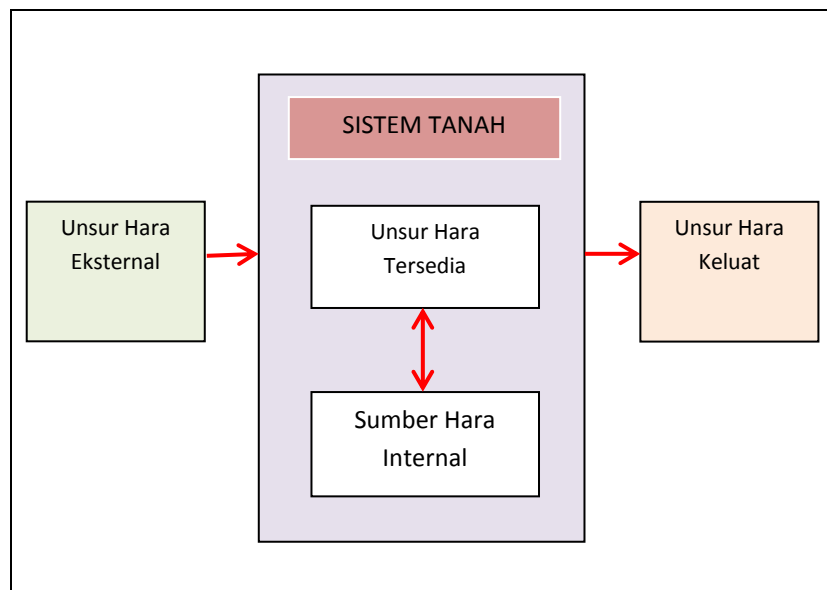 SISTEM TANAH
Unsur Hara
Eksternal
Unsur Hara
Tersedia
Unsur Hara
Keluat
Sumber Hara
Internal